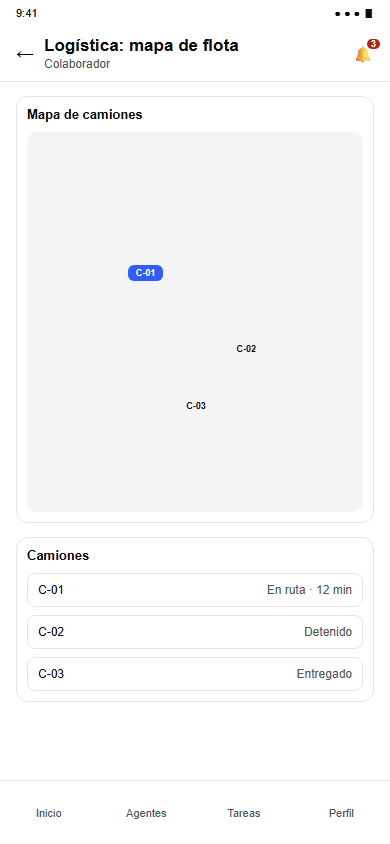 9:41
Logística: mapa de flota
Colaborador
3
Mapa de camiones
C-01
C-02
C-03
Camiones
C-01 En ruta · 12 min
C-02 Detenido
C-03 Entregado
Inicio Agentes Tareas Perfil